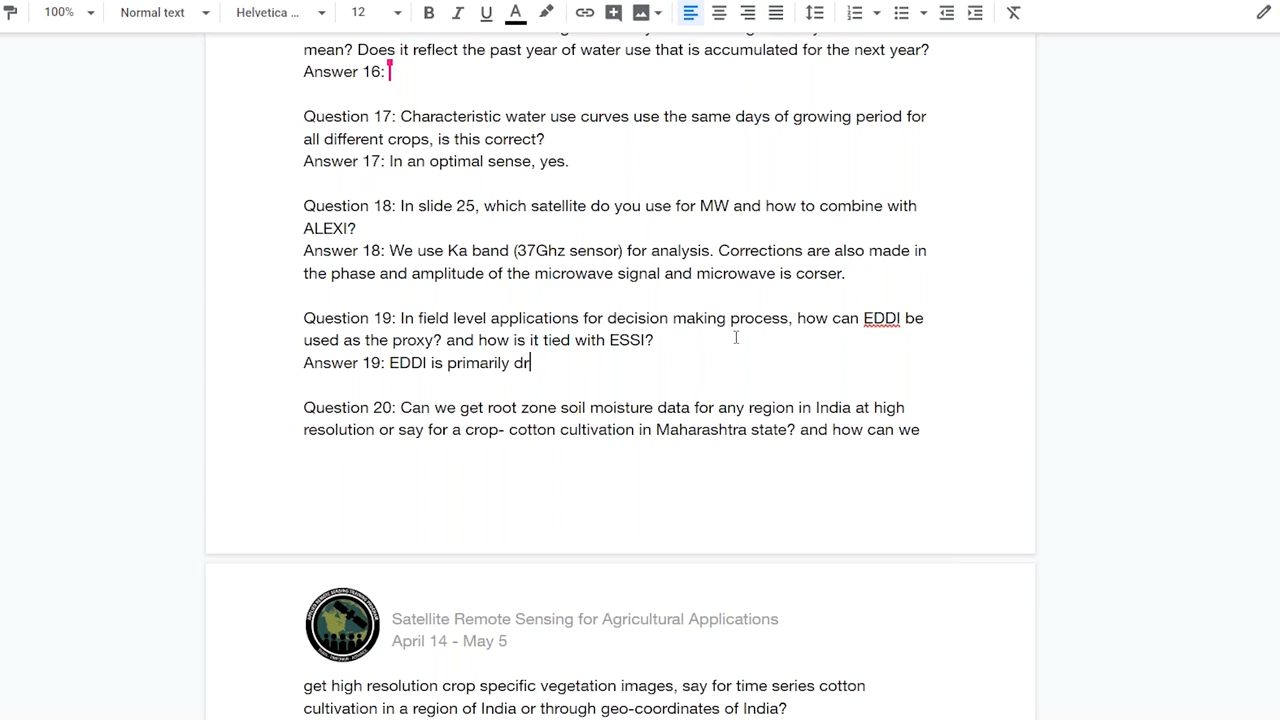 100%
Normal text
Helvetica ...
12
B I U A
mean? Does it reflect the past year of water use that is accumulated for the next year?
Answer 16:
Question 17: Characteristic water use curves use the same days of growing period for
all different crops, is this correct?
Answer 17: In an optimal sense, yes.
Question 18: In slide 25, which satellite do you use for MW and how to combine with
ALEXI?
Answer 18: We use Ka band (37Ghz sensor) for analysis. Corrections are also made in
the phase and amplitude of the microwave signal and microwave is corser.
Question 19: In field level applications for decision making process, how can EDDI be
used as the proxy? and how is it tied with ESSI?
Answer 19: EDDI is primarily dr
Question 20: Can we get root zone soil moisture data for any region in India at high
resolution or say for a crop- cotton cultivation in Maharashtra state? and how can we
Satellite Remote Sensing for Agricultural Applications
April 14 - May 5
get high resolution crop specific vegetation images, say for time series cotton
cultivation in a region of India or through geo-coordinates of India?